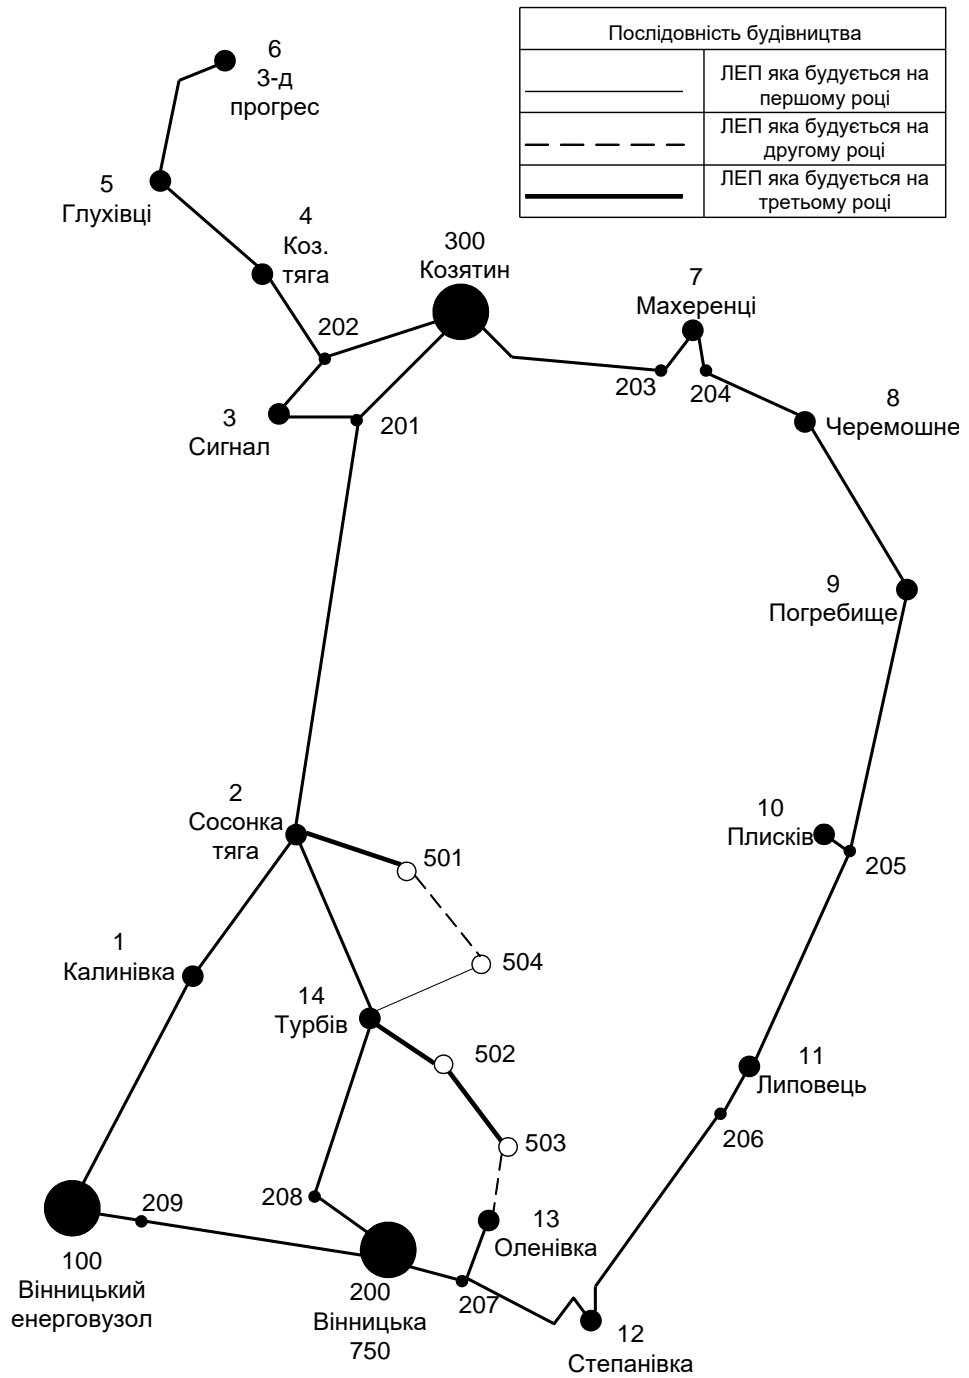 Послідовність будівництва
ЛЕП яка будується на
першому році
ЛЕП яка будується на
другому році
ЛЕП яка будується на
третьому році
6
З-д
прогрес
5
Глухівці
4
Коз.
тяга
300
Козятин
7
Махеренці
202
203
204
8
Черемошне
3
Сигнал
201
9
Погребище
2
Сосонка
тяга
10
Плисків
501
205
1
Калинівка
504
14
Турбів
502
11
Липовець
503
206
208
209
13
Оленівка
100
Вінницький
енерговузол
200
Вінницька
750
207
12
Степанівка